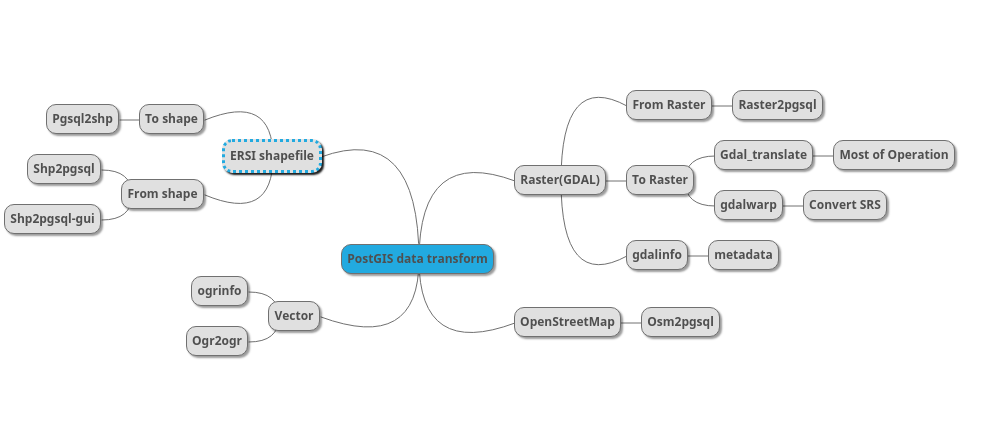 PostGIS data transform
ERSI shapefile
To shape
Pgsql2shp
From shape
Shp2pgsql
Shp2pgsql-gui
Vector
ogrinfo
Ogr2ogr
Raster(GDAL)
From Raster
Raster2pgsql
To Raster
Gdal_translate
Most of Operation
gdalwarp
Convert SRS
gdalinfo
metadata
OpenStreetMap
Osm2pgsql